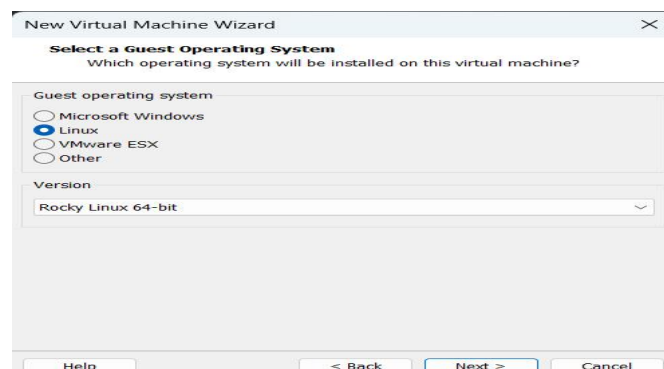 New Virtual Machine Wizard
Select a Guest Operating System
Which operating system will be installed on this virtual machine?
Guest operating system
Microsoft Windows
Linux
VMware ESX
Other
Version
Rocky Linux 64-bit
Help < Back Next > Cancel